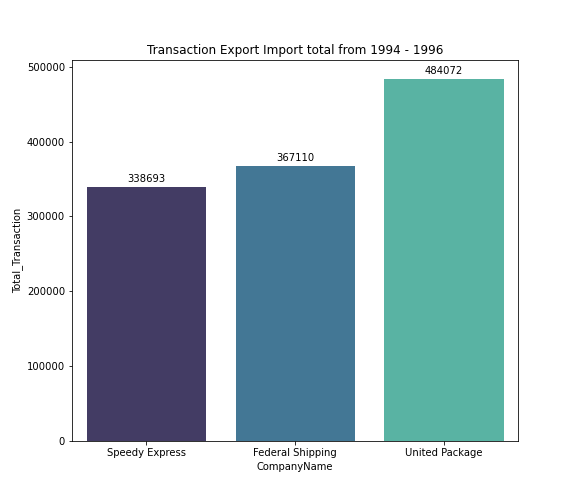 Transaction Export Import total from 1994 - 1996
500000
400000
300000
200000
100000
0
Total_Transaction
338693
367110
484072
Speedy Express
Federal Shipping
United Package
CompanyName